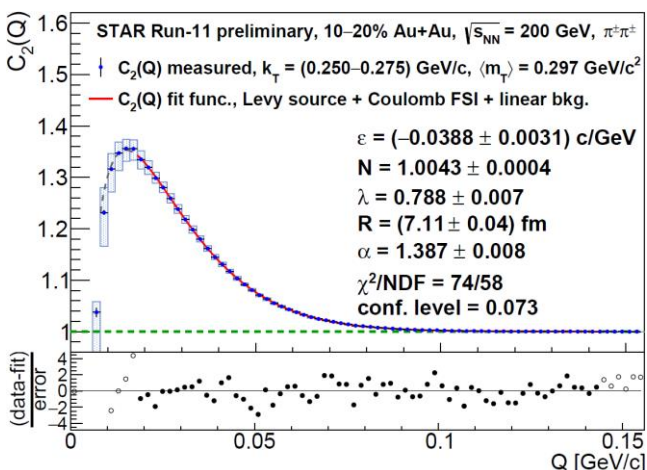 STAR Run-11 preliminary, 10–20% Au+Au, √s_NN = 200 GeV, π±π±
C₂(Q) measured, k_T = (0.250–0.275) GeV/c, ⟨m_T⟩ = 0.297 GeV/c²
C₂(Q) fit func., Levy source + Coulomb FSI + linear bkg.
ε = (−0.0388 ± 0.0031) c/GeV
N = 1.0043 ± 0.0004
λ = 0.788 ± 0.007
R = (7.11 ± 0.04) fm
α = 1.387 ± 0.008
χ²/NDF = 74/58
conf. level = 0.073
C₂(Q)
1.6
1.5
1.4
1.3
1.2
1.1
1
(data-fit)
error
4
2
0
−2
−4
0
0.05
0.1
0.15
Q [GeV/c]